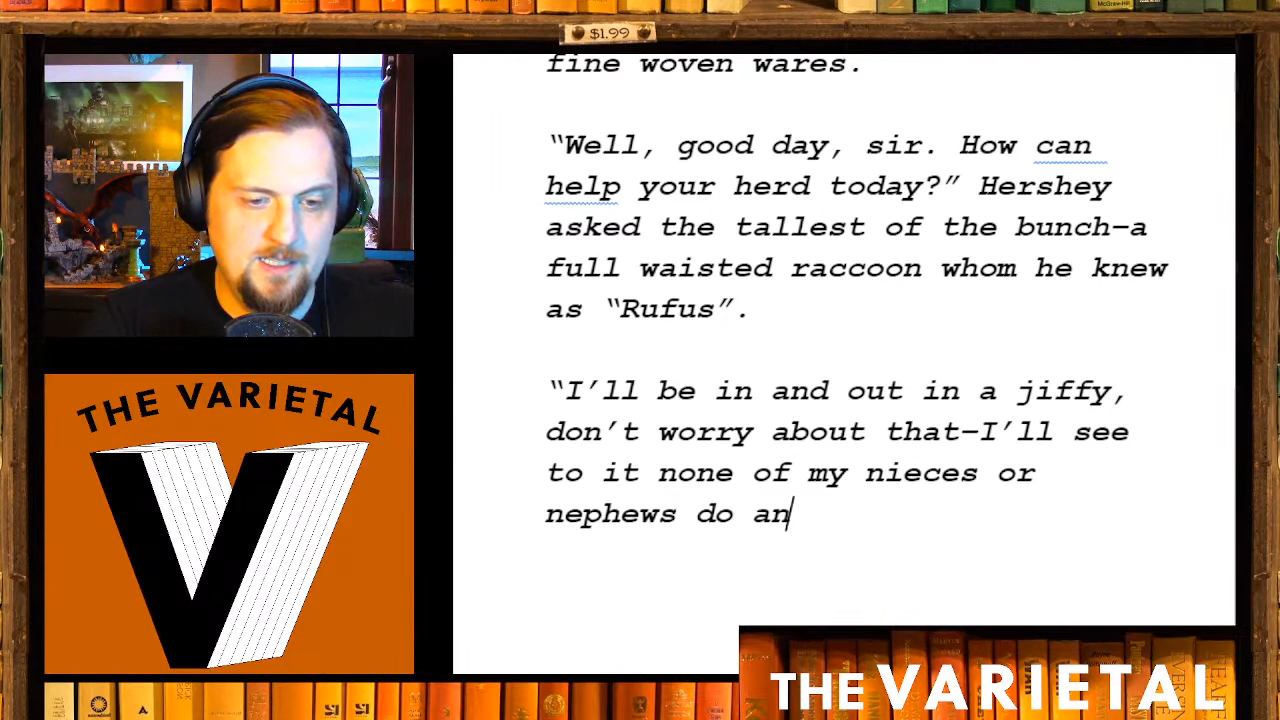 $1.99
McGraw-Hill
fine woven wares.
“Well, good day, sir. How can
help your herd today?” Hershey
asked the tallest of the bunch—a
full waisted raccoon whom he knew
as “Rufus”.
“I’ll be in and out in a jiffy,
don’t worry about that—I’ll see
to it none of my nieces or
nephews do an
THE VARIETAL
V
THE VARIETAL